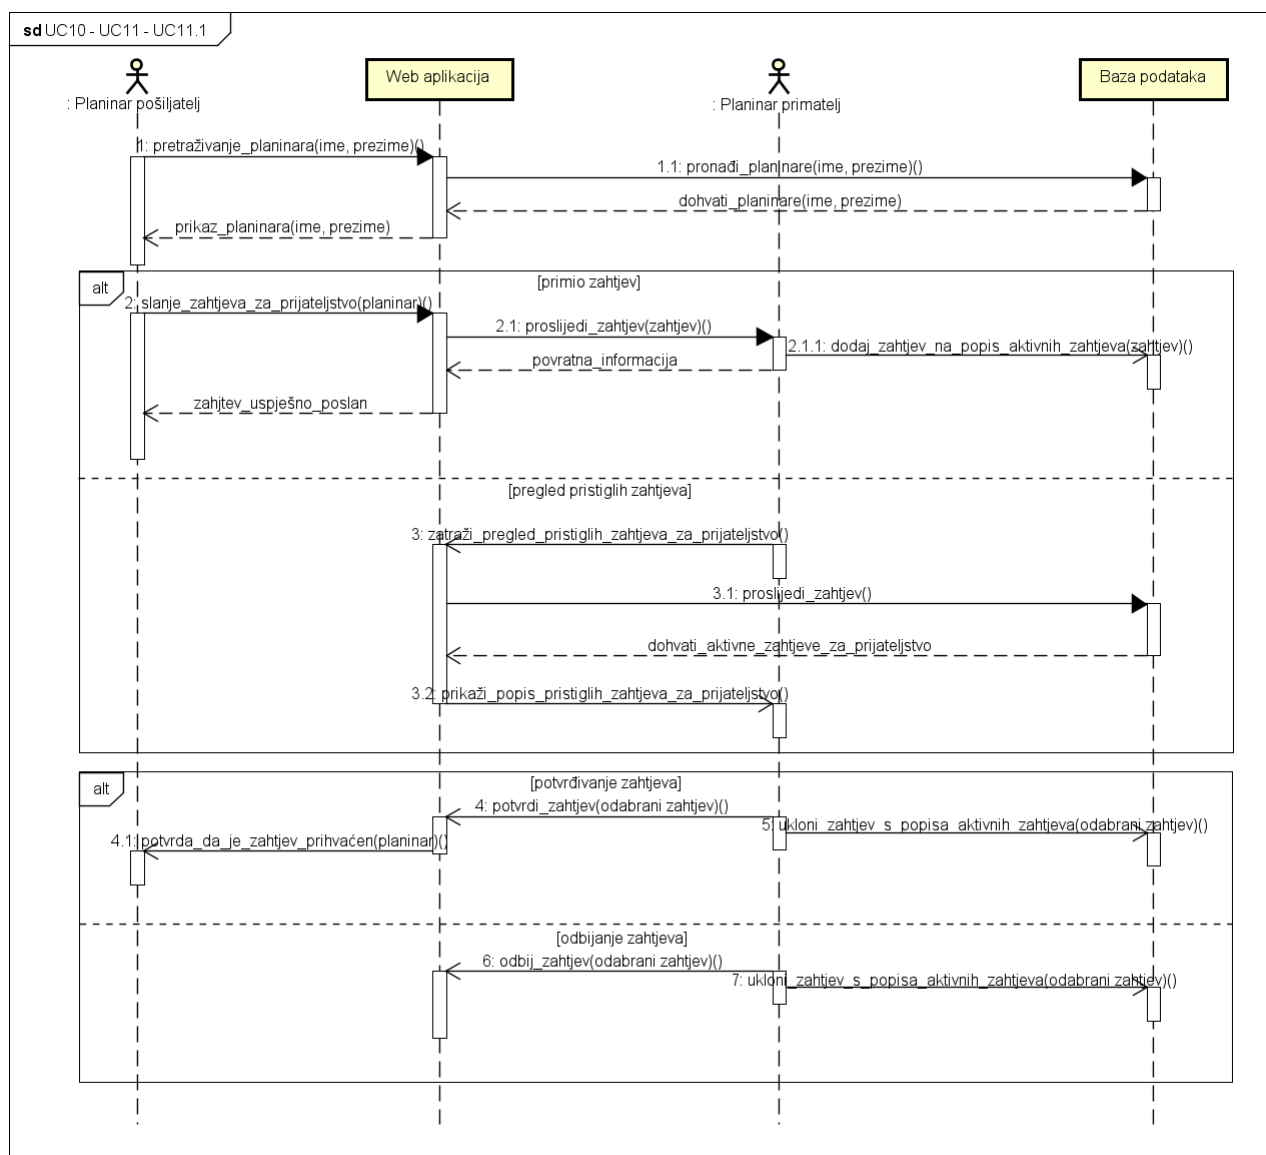 sd UC10 - UC11 - UC11.1
: Planinar pošiljatelj
Web aplikacija
: Planinar primatelj
Baza podataka
1: pretraživanje_planinara(ime, prezime)()
1.1: pronađi_planinare(ime, prezime)()
dohvati_planinare(ime, prezime)
prikaz_planinara(ime, prezime)
alt
[primio zahtjev]
2: slanje_zahtjeva_za_prijateljstvo(planinar)()
2.1: proslijedi_zahtjev(zahtjev)()
2.1.1: dodaj_zahtjev_na_popis_aktivnih_zahtjeva(zahtjev)()
povratna_informacija
zahjtev_uspješno_poslan
[pregled pristiglih zahtjeva]
3: zatraži_pregled_pristiglih_zahtjeva_za_prijateljstvo()
3.1: proslijedi_zahtjev()
dohvati_aktivne_zahtjeve_za_prijateljstvo
3.2: prikaži_popis_pristiglih_zahtjeva_za_prijateljstvo()
alt
[potvrđivanje zahtjeva]
4: potvrdi_zahtjev(odabrani zahtjev)()
5: ukloni_zahtjev_s_popisa_aktivnih_zahtjeva(odabrani zahtjev)()
4.1: potvrda_da_je_zahtjev_prihvaćen(planinar)()
[odbijanje zahtjeva]
6: odbij_zahtjev(odabrani zahtjev)()
7: ukloni_zahtjev_s_popisa_aktivnih_zahtjeva(odabrani zahtjev)()